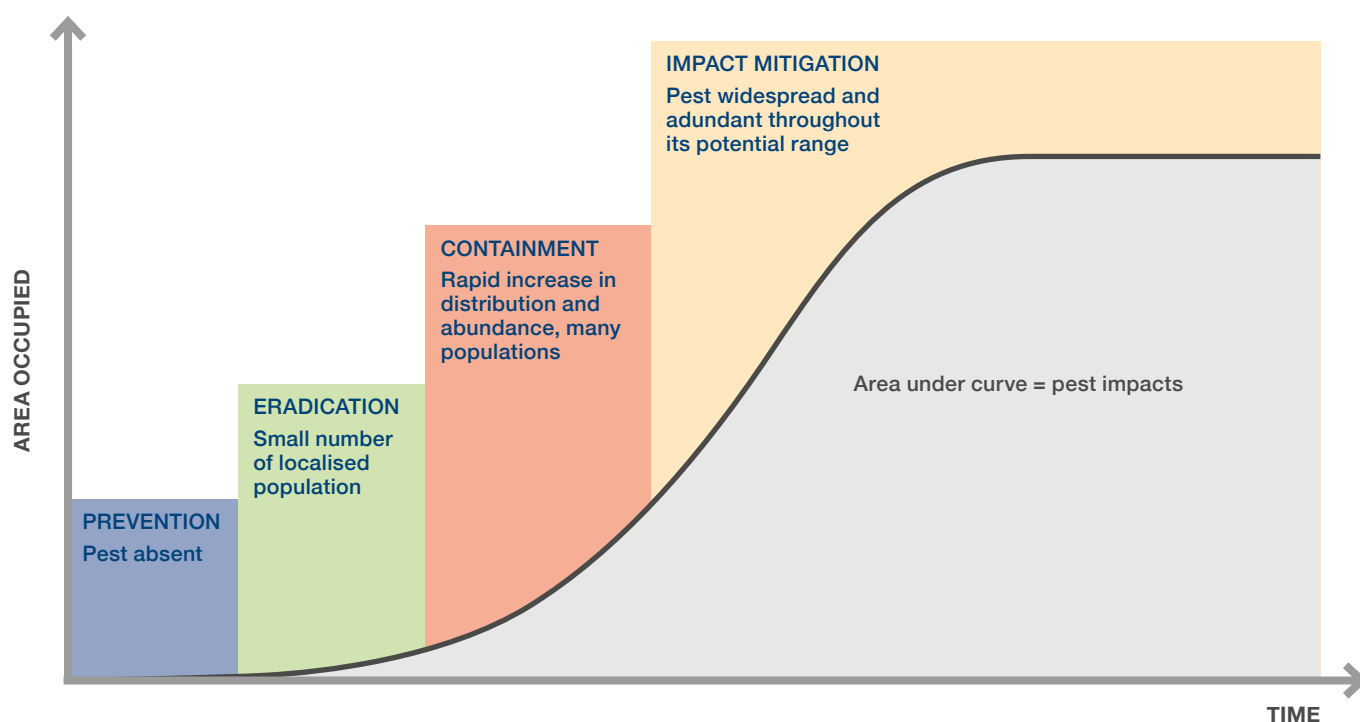 IMPACT MITIGATION
Pest widespread and
adundant throughout
its potential range
CONTAINMENT
Rapid increase in
distribution and
abundance, many
populations
ERADICATION
Small number
of localised
population
PREVENTION
Pest absent
Area under curve = pest impacts
AREA OCCUPIED
TIME